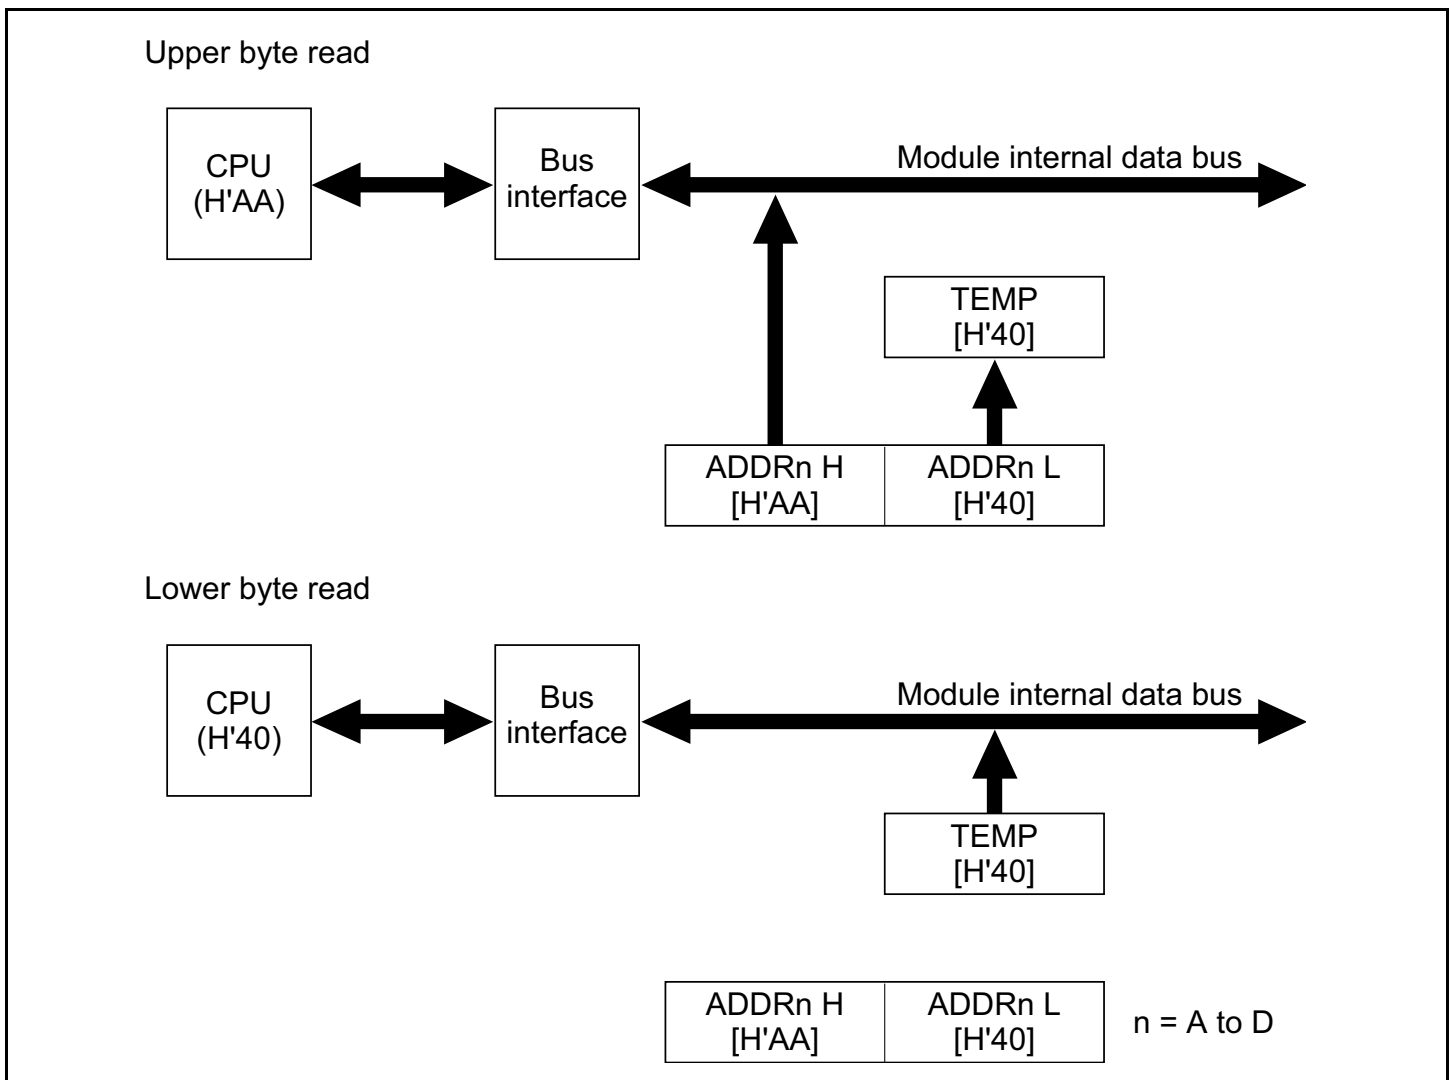 Upper byte read
CPU
(H'AA)
Bus
interface
Module internal data bus
TEMP
[H'40]
ADDRn H
[H'AA]
ADDRn L
[H'40]
Lower byte read
CPU
(H'40)
Bus
interface
Module internal data bus
TEMP
[H'40]
ADDRn H
[H'AA]
ADDRn L
[H'40]
n = A to D